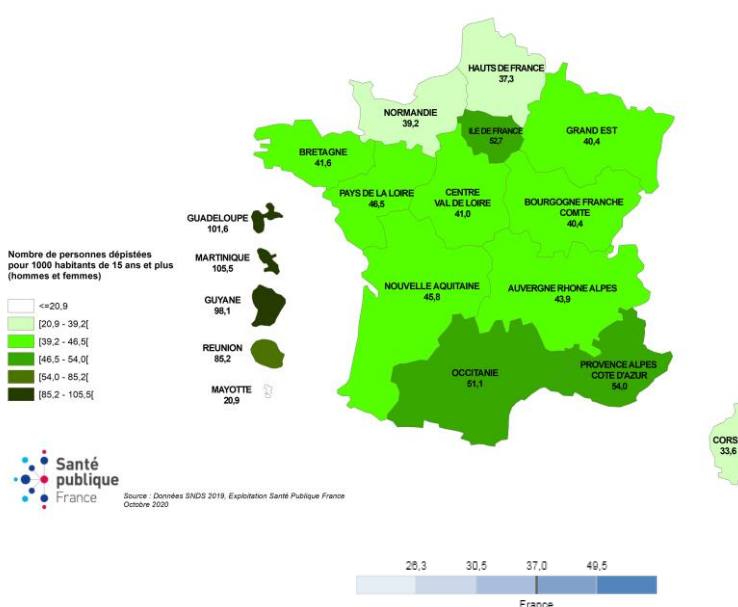 HAUTS DE FRANCE
37,3
NORMANDIE
39,2
ILE DE FRANCE
52,7
GRAND EST
40,4
BRETAGNE
41,6
PAYS DE LA LOIRE
46,5
CENTRE
VAL DE LOIRE
41,0
BOURGOGNE FRANCHE
COMTE
40,4
GUADELOUPE
101,6
MARTINIQUE
105,5
GUYANE
98,1
REUNION
85,2
MAYOTTE
20,9
NOUVELLE AQUITAINE
45,8
AUVERGNE RHONE ALPES
43,9
OCCITANIE
51,1
PROVENCE ALPES
COTE D'AZUR
54,0
CORS
33,6
Nombre de personnes dépistées
pour 1000 habitants de 15 ans et plus
(hommes et femmes)
<=20,9
[20,9 - 39,2[
[39,2 - 46,5[
[46,5 - 54,0[
[54,0 - 85,2[
[85,2 - 105,5[
Santé
publique
France
Source : Données SNDS 2019, Exploitation Santé Publique France
Octobre 2020
26,3 30,5 37,0 49,5
France